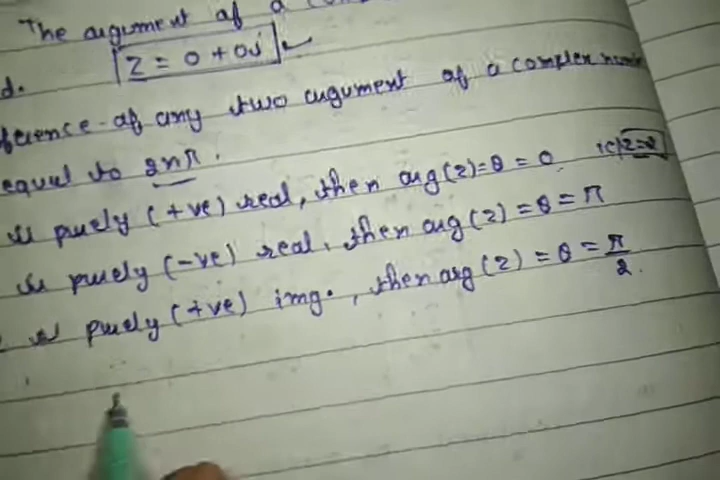 The argument of a
d. Z = 0 + 0i
ference of any two argument of a complex
equal to 2nπ.
is purely (+ve) real, then arg(z)=θ = 0
is purely (-ve) real, then arg(z) = θ = π
is purely (+ve) img., then arg(z) = θ = π/2.